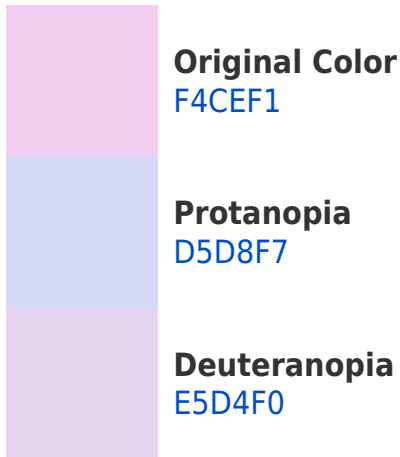 Original Color
F4CEF1
Protanopia
D5D8F7
Deuteranopia
E5D4F0